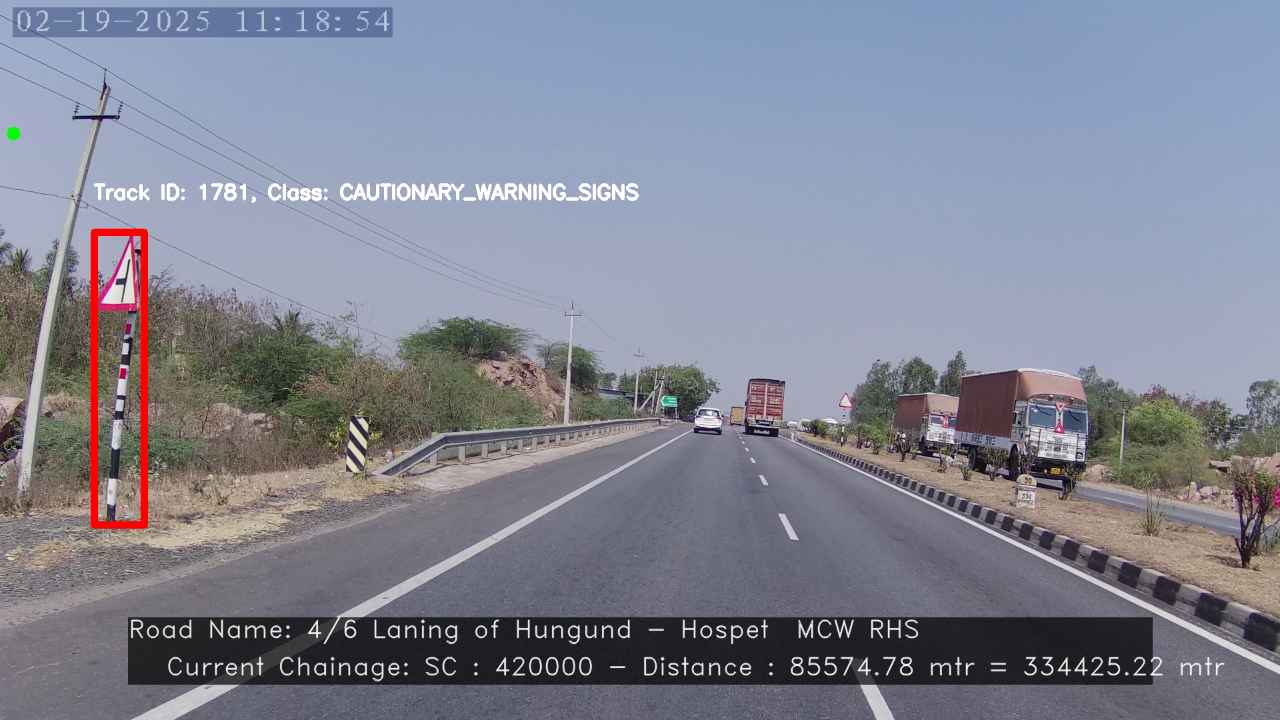 02-19-2025 11:18:54
Track ID: 1781, Class: CAUTIONARY_WARNING_SIGNS
Road Name: 4/6 Laning of Hungund - Hospet  MCW RHS
Current Chainage: SC : 420000 - Distance : 85574.78 mtr = 334425.22 mtr